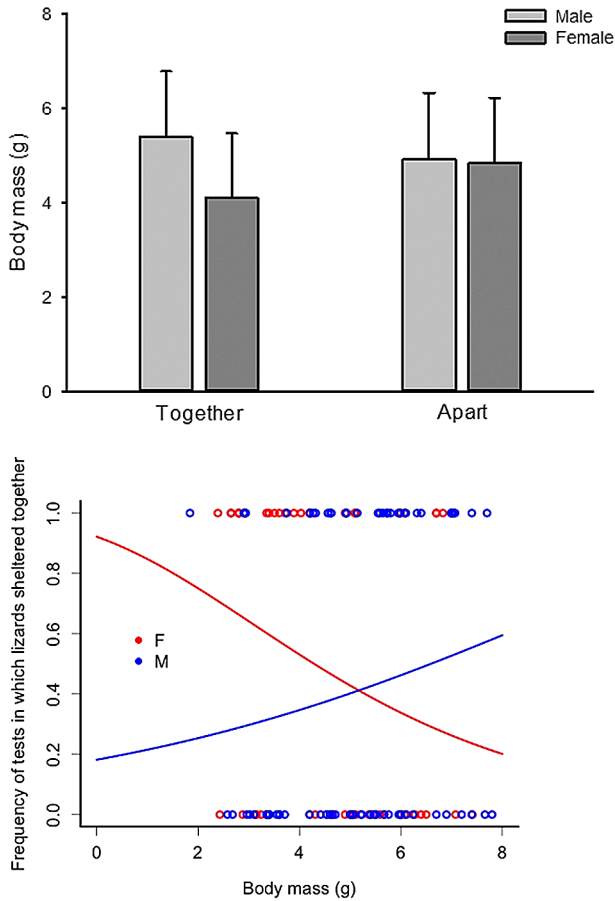 Male
Female
8
6
4
2
0
Body mass (g)
Together Apart
Frequency of tests in which lizards sheltered together
1.0
0.8
0.6
0.4
0.2
0.0
F
M
0 2 4 6 8
Body mass (g)